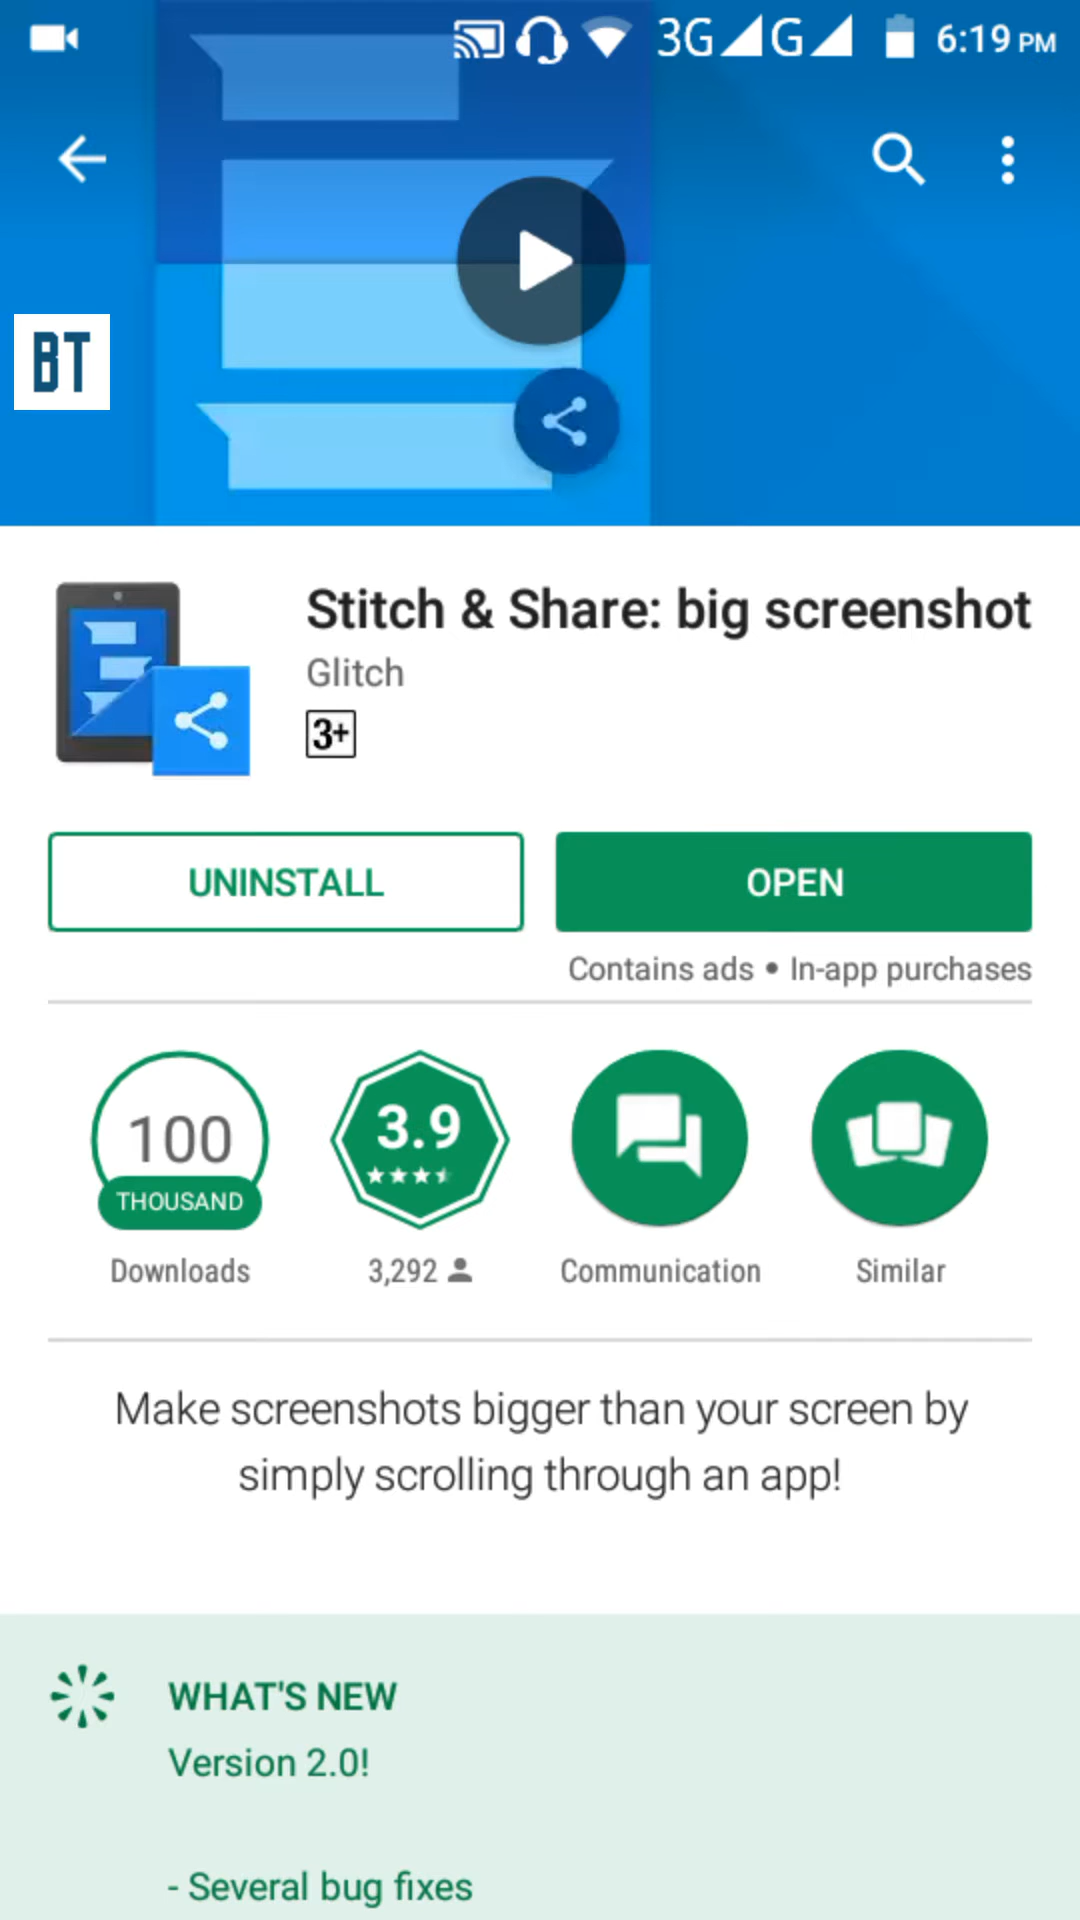 3G G 6:19 PM
BT
Stitch & Share: big screenshot
Glitch
3+
UNINSTALL
OPEN
Contains ads • In-app purchases
100
THOUSAND
Downloads
3.9
3,292
Communication
Similar
Make screenshots bigger than your screen by
simply scrolling through an app!
WHAT'S NEW
Version 2.0!
- Several bug fixes